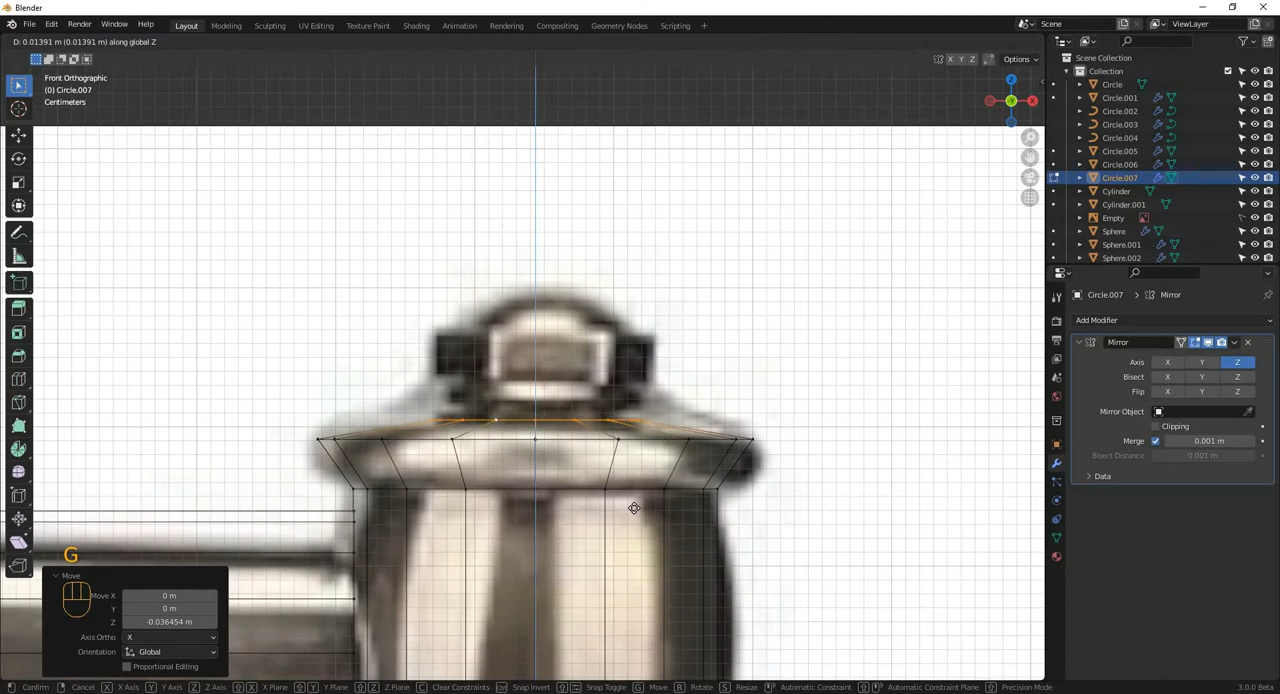 Blender
File Edit Render Window Help Layout Modeling Sculpting UV Editing Texture Paint Shading Animation Rendering Compositing Geometry Nodes Scripting + Scene ViewLayer
D: 0.01391 m (0.01391 m) along global Z
X Y Z Options
Front Orthographic
(0) Circle.007
Centimeters
Scene Collection
Collection
Circle
Circle.001
Circle.002
Circle.003
Circle.004
Circle.005
Circle.006
Circle.007
Cylinder
Cylinder.001
Empty
Sphere
Sphere.001
Sphere.002
Z
X
Y
Circle.007 > Mirror
Add Modifier
Mirror
Axis X Y Z
Bisect X Y Z
Flip X Y Z
Mirror Object
Clipping
Merge 0.001 m
Bisect Distance 0.001 m
Data
G
Move
Move X 0 m
Y 0 m
Z -0.036454 m
Axis Ortho X
Orientation Global
Proportional Editing
Confirm Cancel X X Axis Y Y Axis Z Z Axis X X Plane Y Y Plane Z Z Plane C Clear Constraints Snap Invert Snap Toggle G Move R Rotate S Resize Automatic Constraint Automatic Constraint Plane Precision Mode 3.0.0 Beta